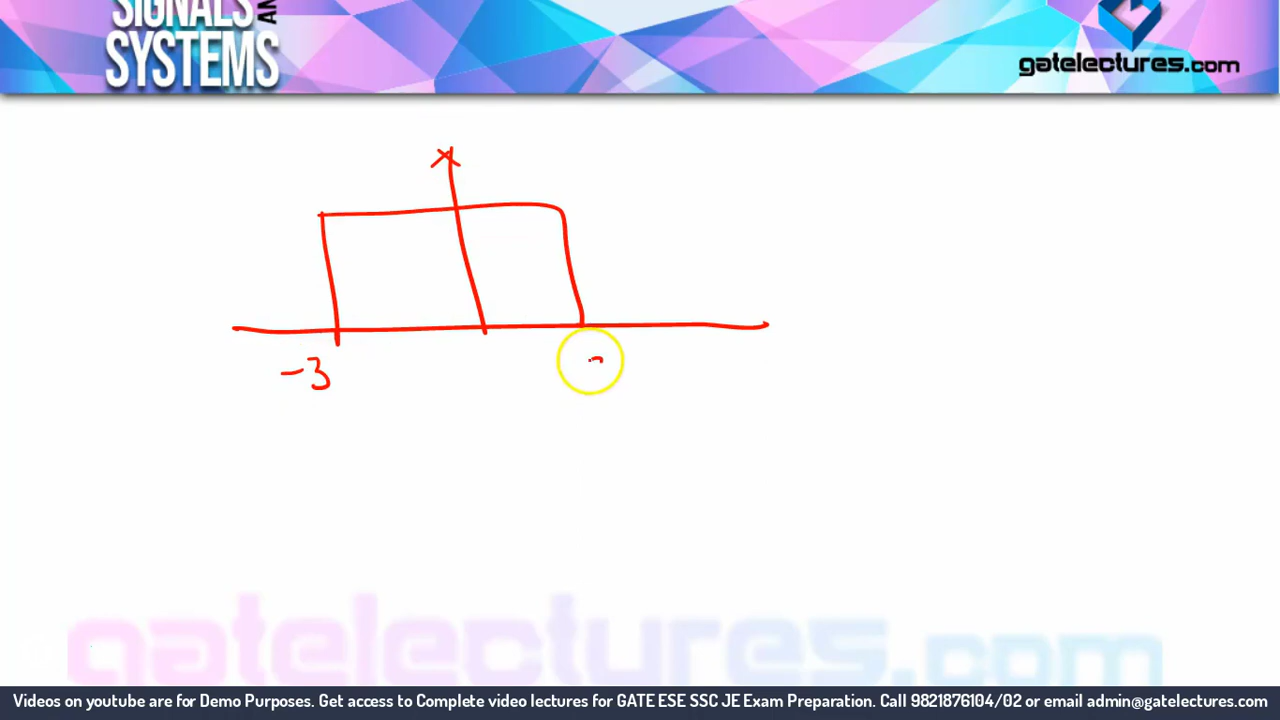 SIGNALS AND
SYSTEMS
gatelectures.com
-3
gatelectures.com
Videos on youtube are for Demo Purposes. Get access to Complete video lectures for GATE ESE SSC JE Exam Preparation. Call 9821876104/02 or email admin@gatelectures.com